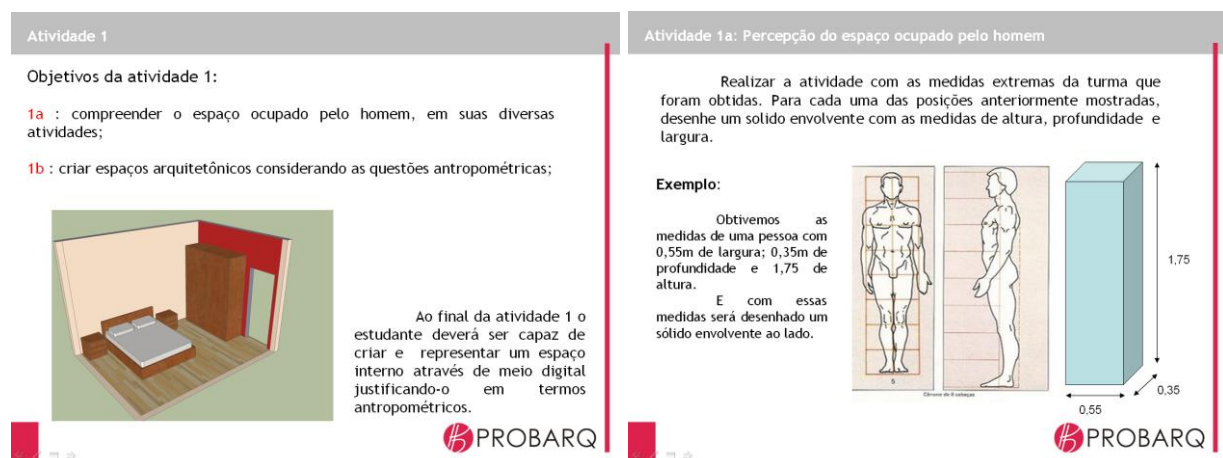 Atividade 1
Objetivos da atividade 1:
1a : compreender o espaço ocupado pelo homem, em suas diversas
atividades;
1b : criar espaços arquitetônicos considerando as questões antropométricas;
Ao final da atividade 1 o
estudante deverá ser capaz de
criar e representar um espaço
interno através de meio digital
justificando-o em termos
antropométricos.
PROBARQ
Atividade 1a: Percepção do espaço ocupado pelo homem
Realizar a atividade com as medidas extremas da turma que
foram obtidas. Para cada uma das posições anteriormente mostradas,
desenhe um solido envolvente com as medidas de altura, profundidade e
largura.
Exemplo:
Obtivemos as
medidas de uma pessoa com
0,55m de largura; 0,35m de
profundidade e 1,75 de
altura.
E com essas
medidas será desenhado um
sólido envolvente ao lado.
5
1,75
0,35
0,55
PROBARQ